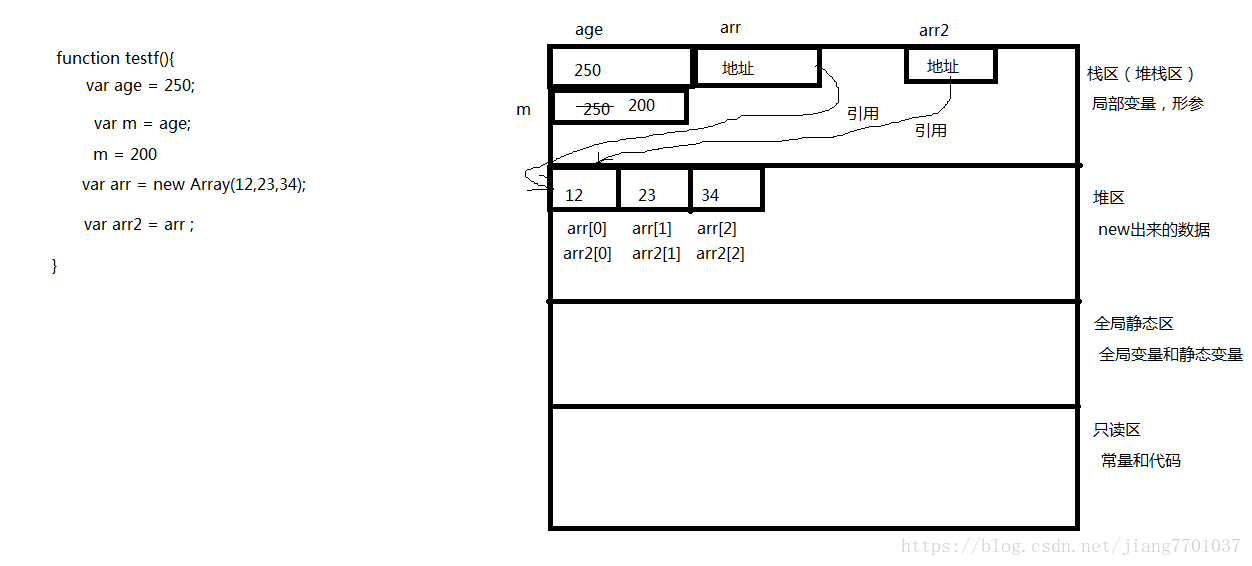 function testf(){
var age = 250;
var m = age;
m = 200
var arr = new Array(12,23,34);
var arr2 = arr ;
}
age arr arr2
250 地址 地址
m 250 200
引用
引用
12 23 34
arr[0] arr[1] arr[2]
arr2[0] arr2[1] arr2[2]
栈区（堆栈区）
局部变量，形参
堆区
new出来的数据
全局静态区
全局变量和静态变量
只读区
常量和代码
https://blog.csdn.net/jiang7701037